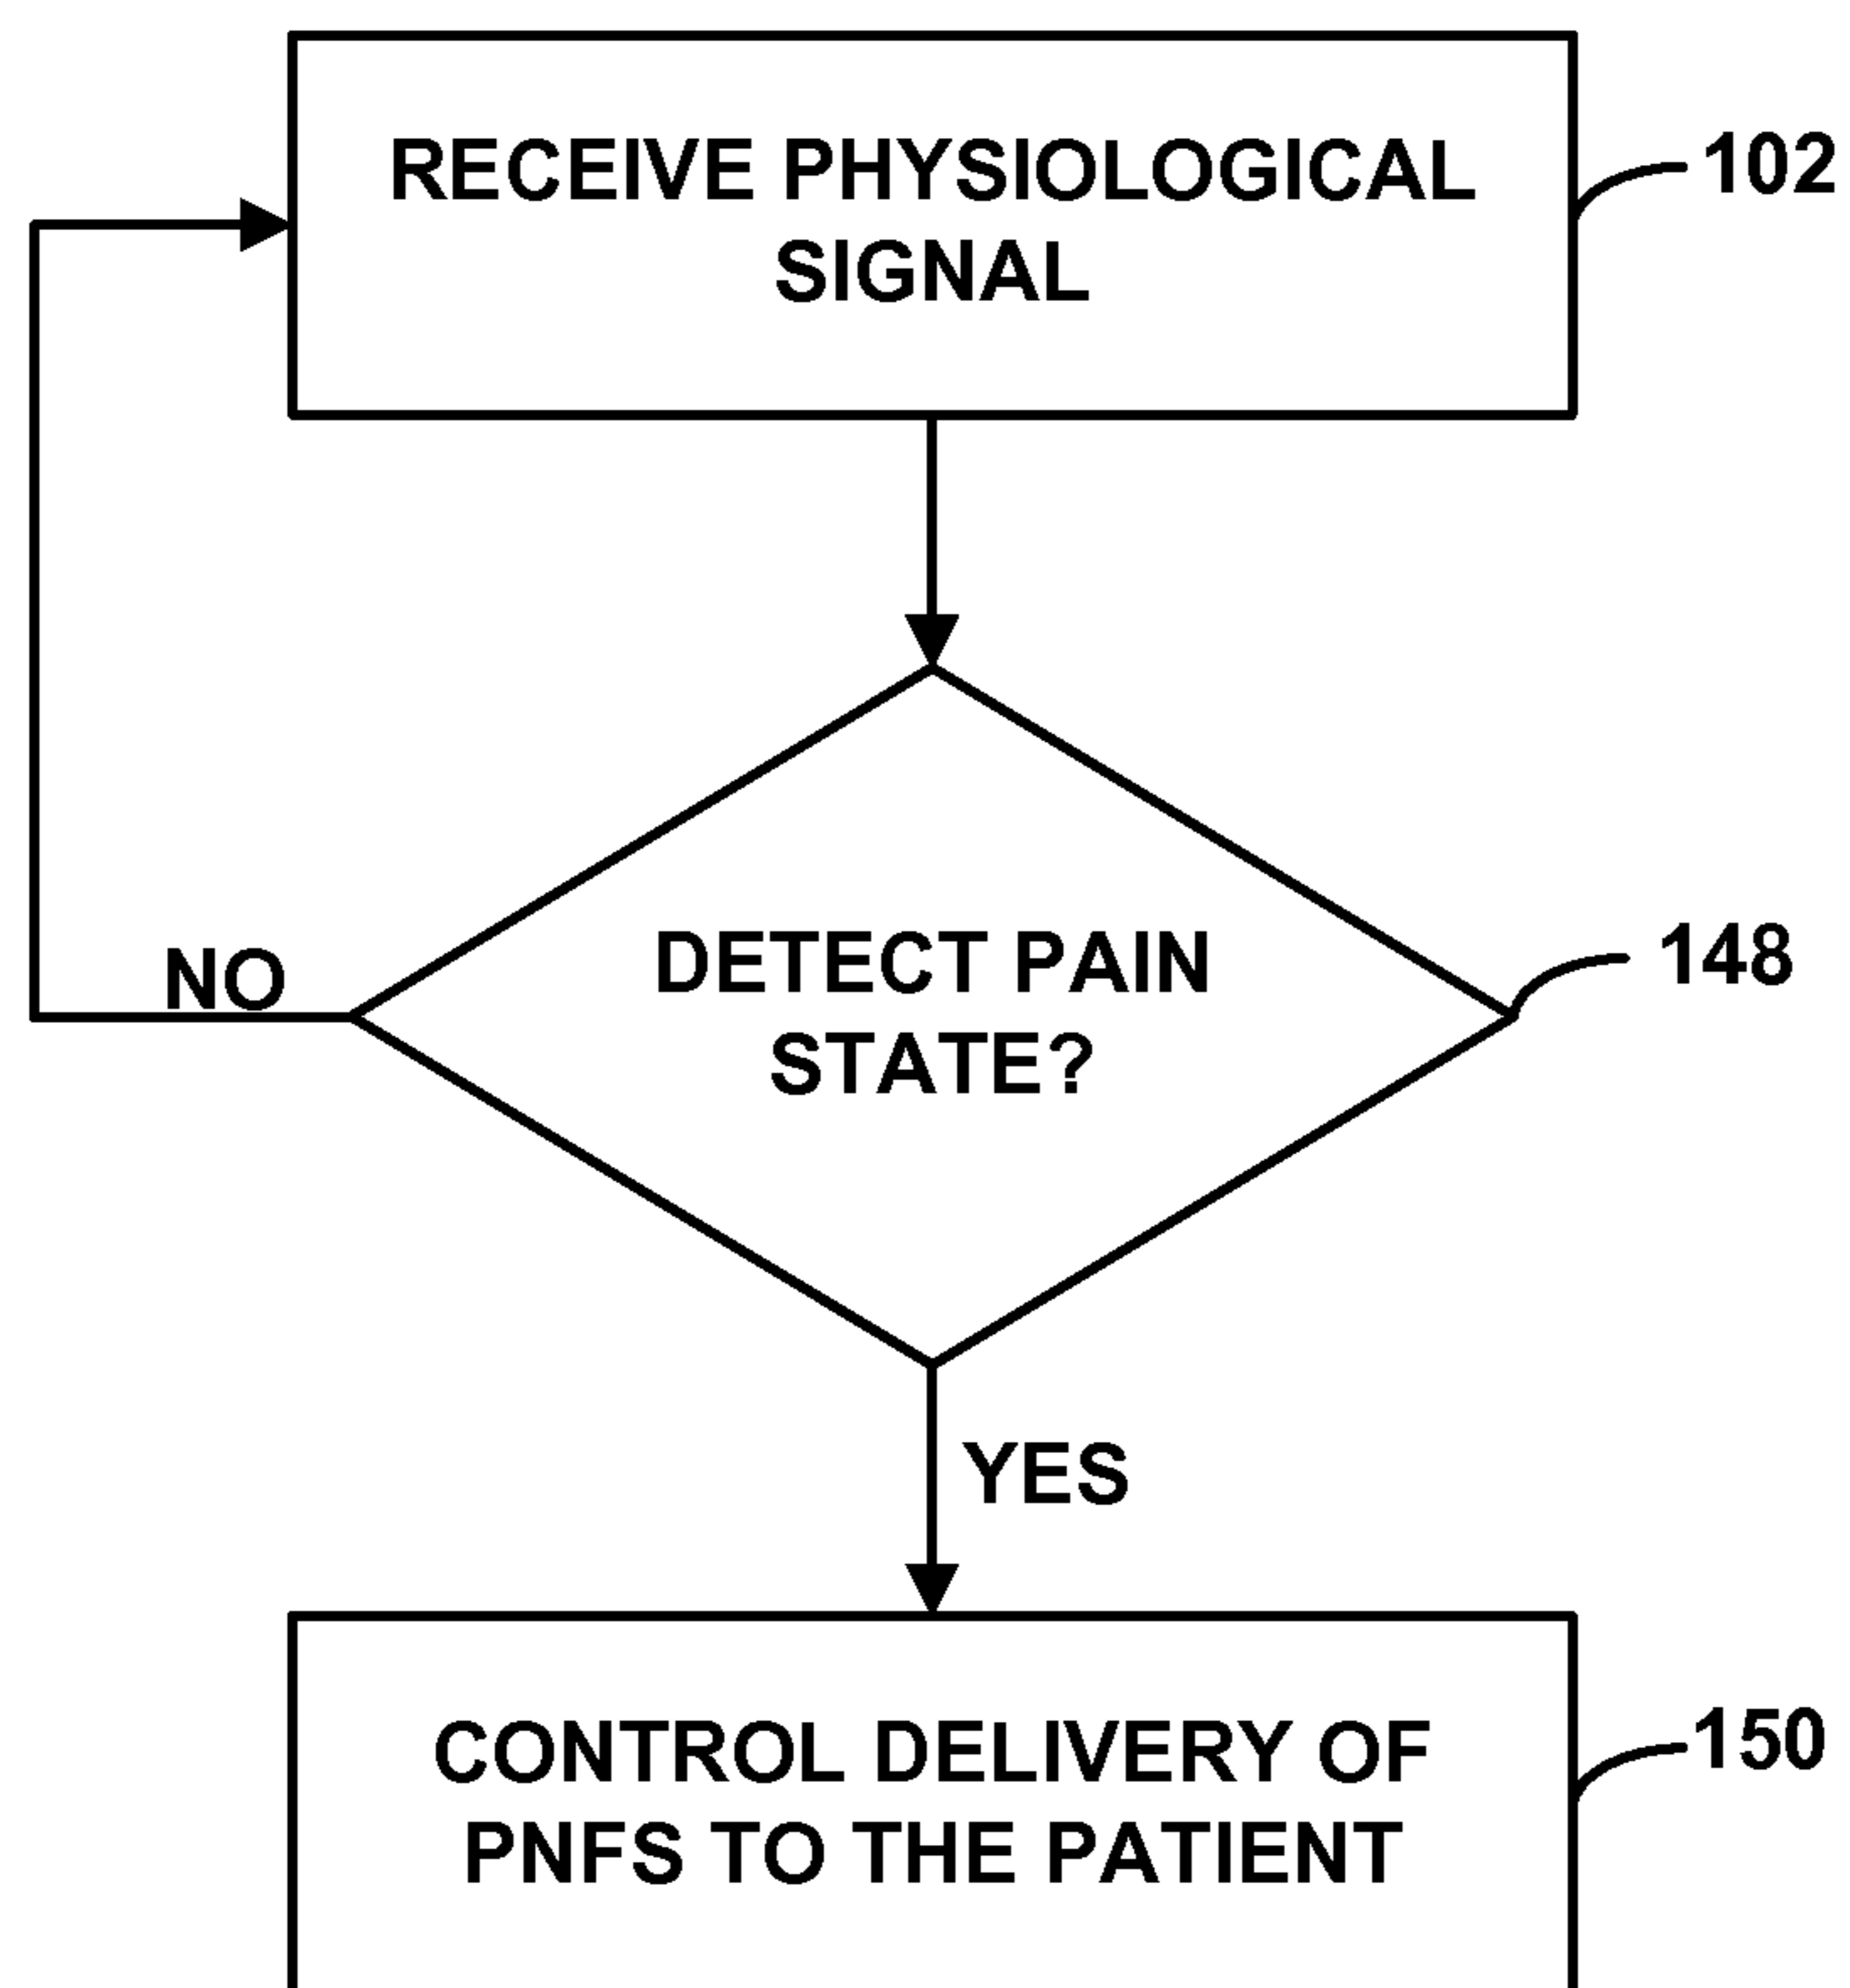 RECEIVE PHYSIOLOGICAL
SIGNAL
102
DETECT PAIN
STATE?
148
NO
YES
CONTROL DELIVERY OF
PNFS TO THE PATIENT
150